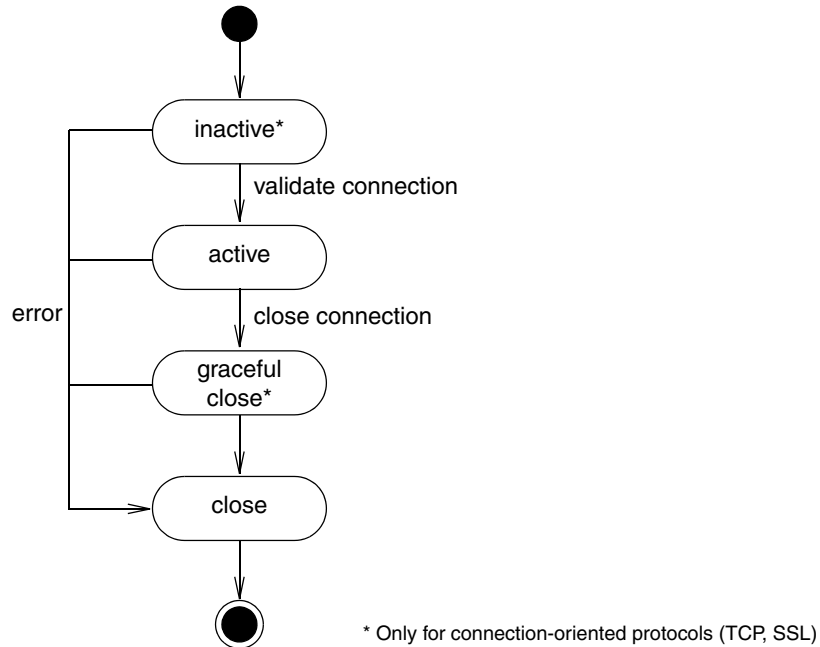 inactive*
validate connection
active
error
close connection
graceful
close*
close
* Only for connection-oriented protocols (TCP, SSL)